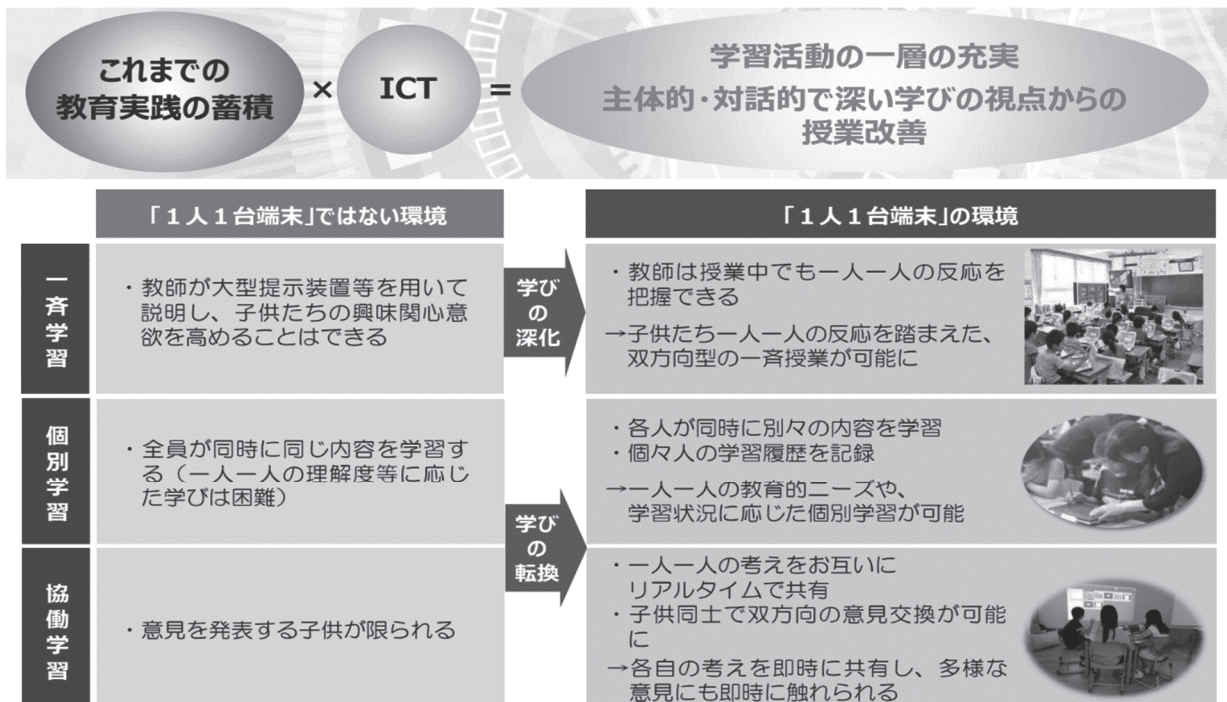 これまでの
教育実践の蓄積
×
ICT
=
学習活動の一層の充実
主体的・対話的で深い学びの視点からの
授業改善
「１人１台端末」ではない環境
「１人１台端末」の環境
一斉学習
・教師が大型提示装置等を用いて
説明し、子供たちの興味関心意
欲を高めることはできる
学び
の
深化
・教師は授業中でも一人一人の反応を
把握できる
→子供たち一人一人の反応を踏まえた、
双方向型の一斉授業が可能に
個別学習
・全員が同時に同じ内容を学習す
る（一人一人の理解度等に応じ
た学びは困難）
学び
の
転換
・各人が同時に別々の内容を学習
・個々人の学習履歴を記録
→一人一人の教育的ニーズや、
学習状況に応じた個別学習が可能
協働学習
・意見を発表する子供が限られる
・一人一人の考えをお互いに
リアルタイムで共有
・子供同士で双方向の意見交換が可能
に
→各自の考えを即時に共有し、多様な
意見にも即時に触れられる